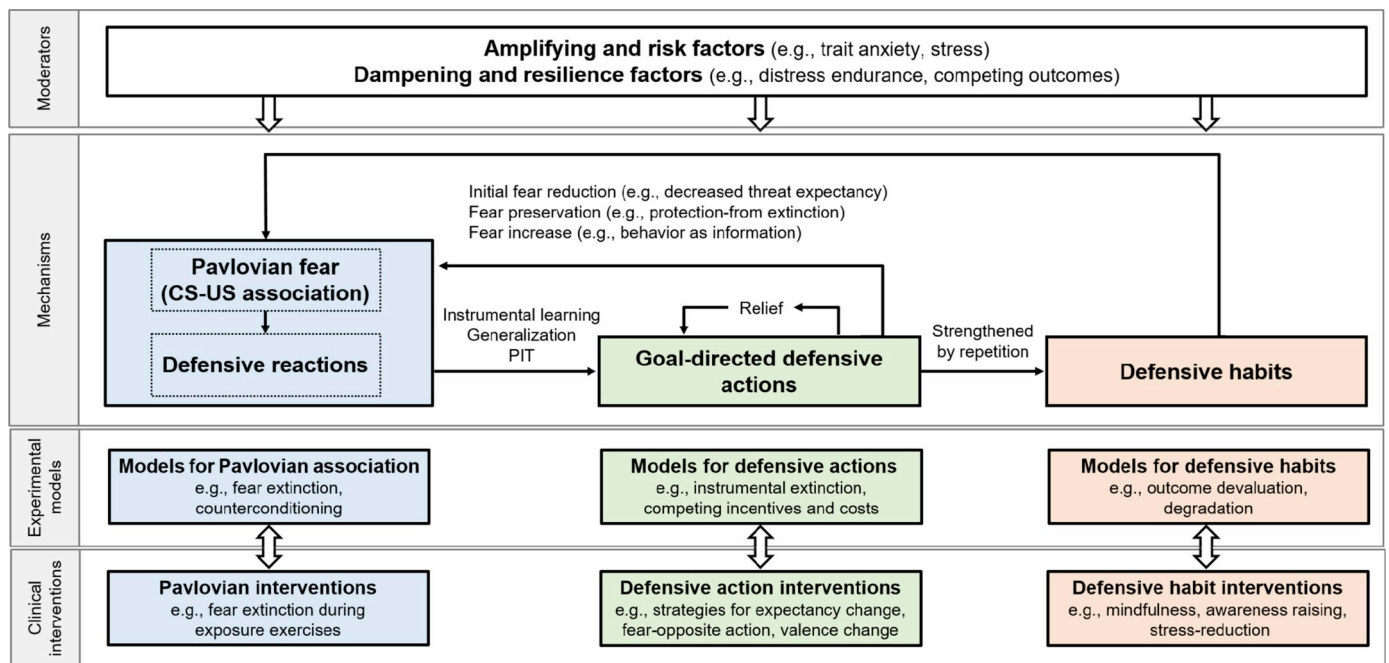 Moderators
Amplifying and risk factors (e.g., trait anxiety, stress)
Dampening and resilience factors (e.g., distress endurance, competing outcomes)
Mechanisms
Initial fear reduction (e.g., decreased threat expectancy)
Fear preservation (e.g., protection-from extinction)
Fear increase (e.g., behavior as information)
Pavlovian fear
(CS-US association)
Defensive reactions
Instrumental learning
Generalization
PIT
Relief
Goal-directed defensive
actions
Strengthened
by repetition
Defensive habits
Experimental
models
Models for Pavlovian association
e.g., fear extinction,
counterconditioning
Models for defensive actions
e.g., instrumental extinction,
competing incentives and costs
Models for defensive habits
e.g., outcome devaluation,
degradation
Clinical
interventions
Pavlovian interventions
e.g., fear extinction during
exposure exercises
Defensive action interventions
e.g., strategies for expectancy change,
fear-opposite action, valence change
Defensive habit interventions
e.g., mindfulness, awareness raising,
stress-reduction